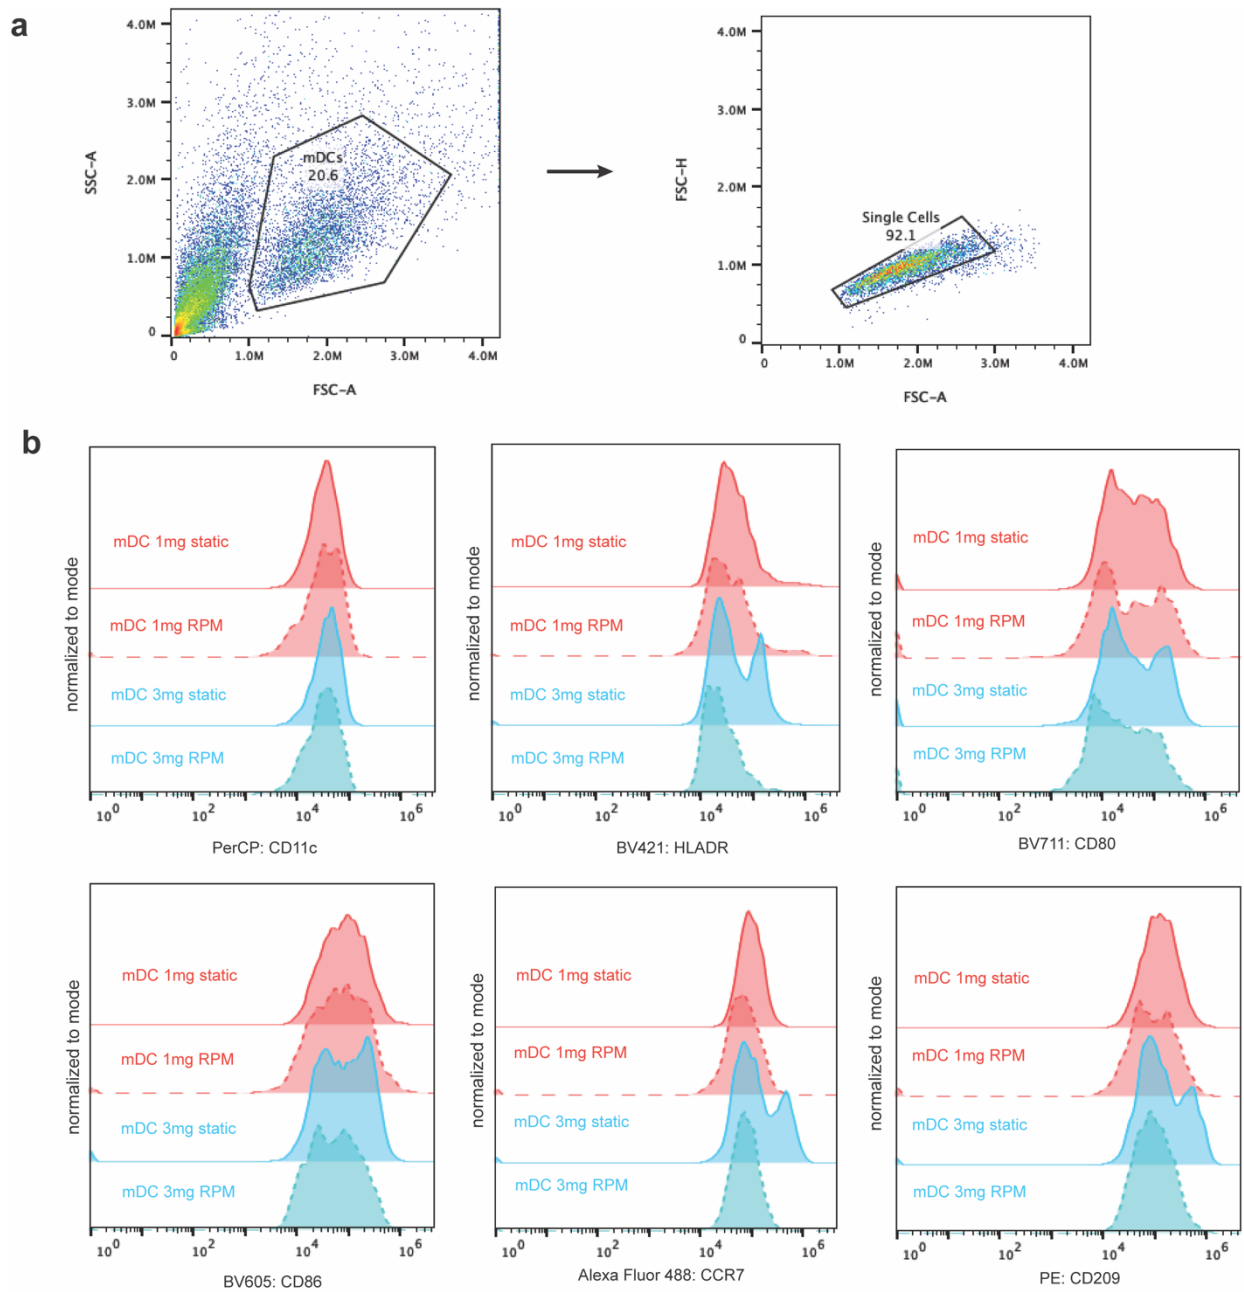 a
4.0M
3.0M
2.0M
1.0M
0
SSC-A
mDCs
20.6
0 1.0M 2.0M 3.0M 4.0M
FSC-A
4.0M
3.0M
2.0M
1.0M
0
FSC-H
Single Cells
92.1
0 1.0M 2.0M 3.0M 4.0M
FSC-A
b
normalized to mode
mDC 1mg static
mDC 1mg RPM
mDC 3mg static
mDC 3mg RPM
10^0 10^2 10^4 10^6
PerCP: CD11c
normalized to mode
mDC 1mg static
mDC 1mg RPM
mDC 3mg static
mDC 3mg RPM
10^0 10^2 10^4 10^6
BV421: HLADR
normalized to mode
mDC 1mg static
mDC 1mg RPM
mDC 3mg static
mDC 3mg RPM
10^0 10^2 10^4 10^6
BV711: CD80
normalized to mode
mDC 1mg static
mDC 1mg RPM
mDC 3mg static
mDC 3mg RPM
10^0 10^2 10^4 10^6
BV605: CD86
normalized to mode
mDC 1mg static
mDC 1mg RPM
mDC 3mg static
mDC 3mg RPM
10^0 10^2 10^4 10^6
Alexa Fluor 488: CCR7
normalized to mode
mDC 1mg static
mDC 1mg RPM
mDC 3mg static
mDC 3mg RPM
10^0 10^2 10^4 10^6
PE: CD209